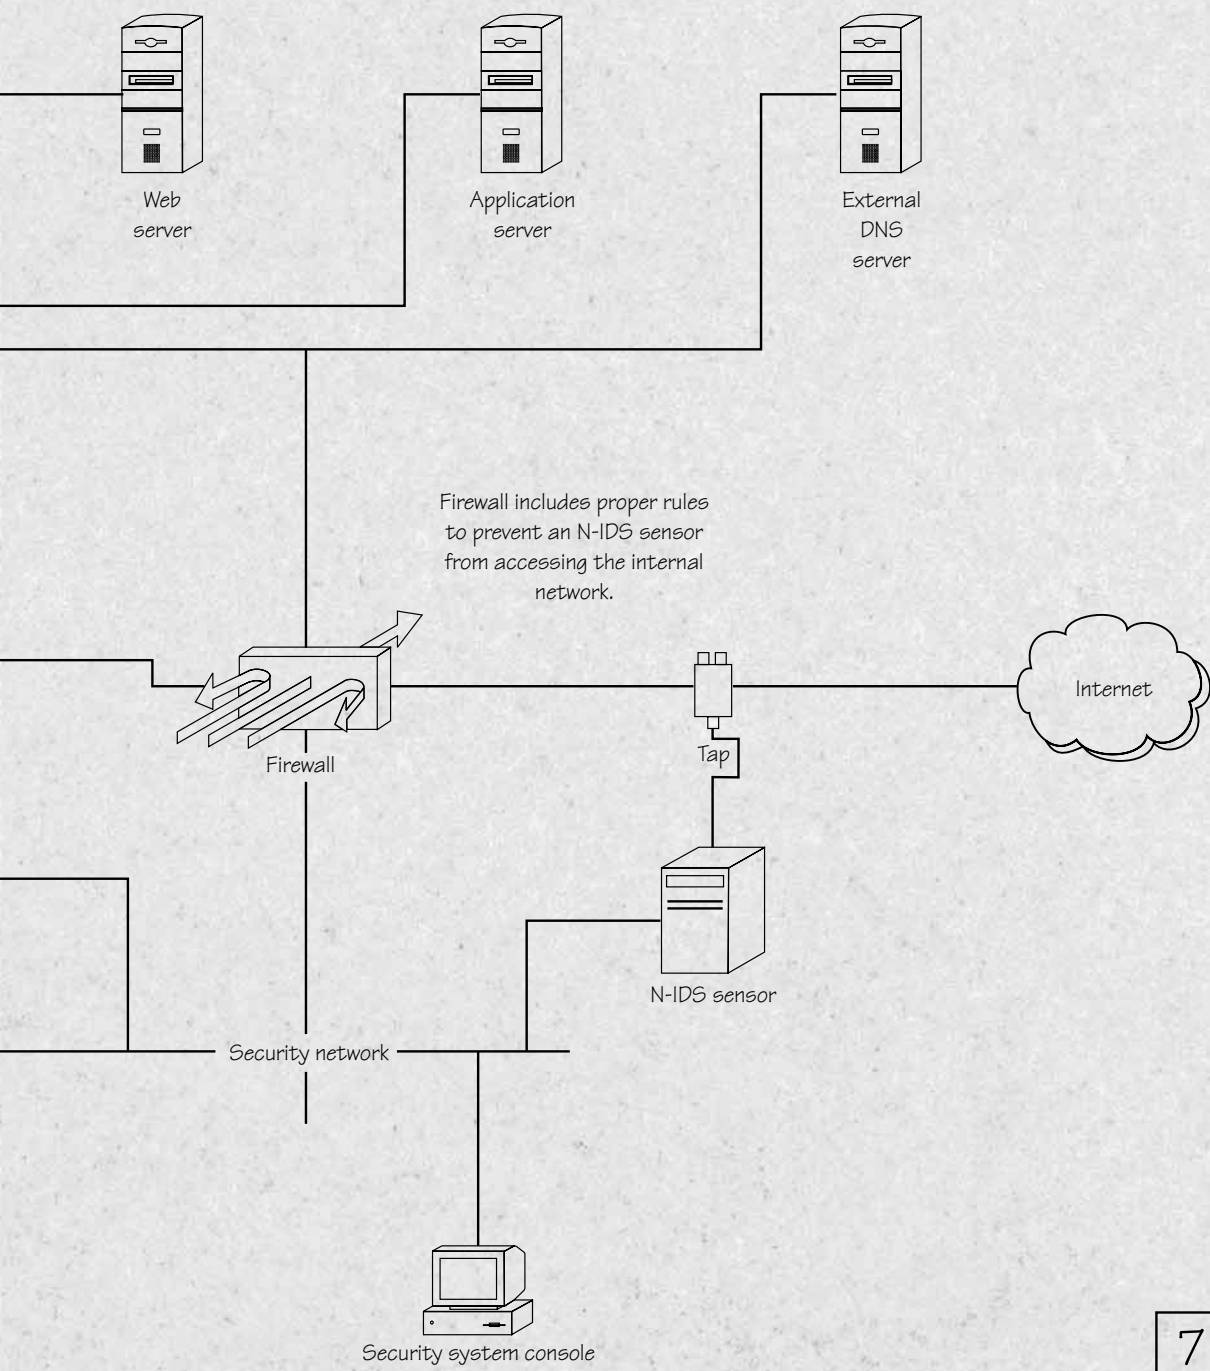 Web
server
Application
server
External
DNS
server
Firewall includes proper rules
to prevent an N-IDS sensor
from accessing the internal
network.
Internet
Tap
Firewall
N-IDS sensor
Security network
Security system console
7